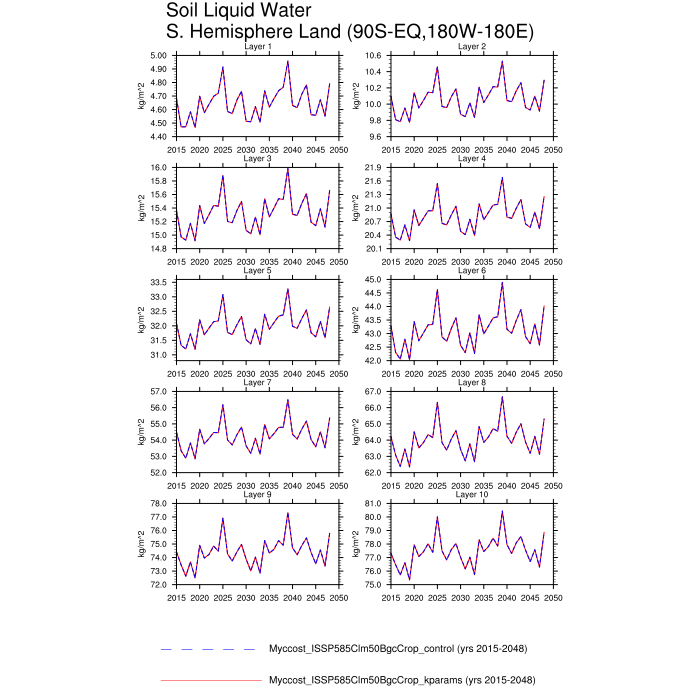 Soil Liquid Water
S. Hemisphere Land (90S-EQ,180W-180E)
Layer 1
Layer 2
kg/m^2
5.00
4.90
4.80
4.70
4.60
4.50
4.40
2015 2020 2025 2030 2035 2040 2045 2050
kg/m^2
10.6
10.4
10.2
10.0
9.8
9.6
2015 2020 2025 2030 2035 2040 2045 2050
Layer 3
Layer 4
kg/m^2
16.0
15.8
15.6
15.4
15.2
15.0
14.8
2015 2020 2025 2030 2035 2040 2045 2050
kg/m^2
21.9
21.6
21.3
21.0
20.7
20.4
20.1
2015 2020 2025 2030 2035 2040 2045 2050
Layer 5
Layer 6
kg/m^2
33.5
33.0
32.5
32.0
31.5
31.0
2015 2020 2025 2030 2035 2040 2045 2050
kg/m^2
45.0
44.5
44.0
43.5
43.0
42.5
42.0
2015 2020 2025 2030 2035 2040 2045 2050
Layer 7
Layer 8
kg/m^2
57.0
56.0
55.0
54.0
53.0
52.0
2015 2020 2025 2030 2035 2040 2045 2050
kg/m^2
67.0
66.0
65.0
64.0
63.0
62.0
2015 2020 2025 2030 2035 2040 2045 2050
Layer 9
Layer 10
kg/m^2
78.0
77.0
76.0
75.0
74.0
73.0
72.0
2015 2020 2025 2030 2035 2040 2045 2050
kg/m^2
81.0
80.0
79.0
78.0
77.0
76.0
75.0
2015 2020 2025 2030 2035 2040 2045 2050
Myccost_ISSP585Clm50BgcCrop_control (yrs 2015-2048)
Myccost_ISSP585Clm50BgcCrop_kparams (yrs 2015-2048)